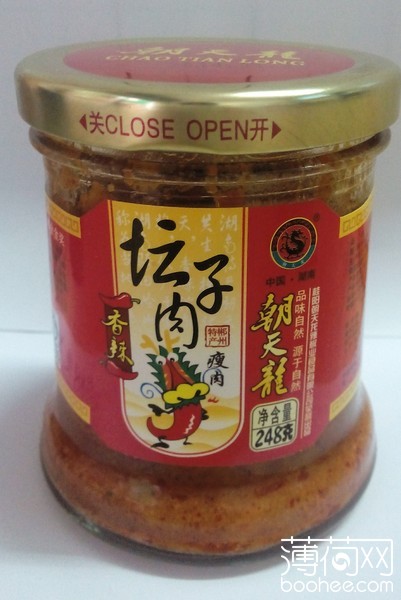 朝天龍
CHAO TIAN LONG
关CLOSE OPEN开
坛子肉
香辣
郴州特产
瘦肉
中国·湖南
朝天龍
品味自然 源于自然
净含量
248克
薄荷网
boohee.com